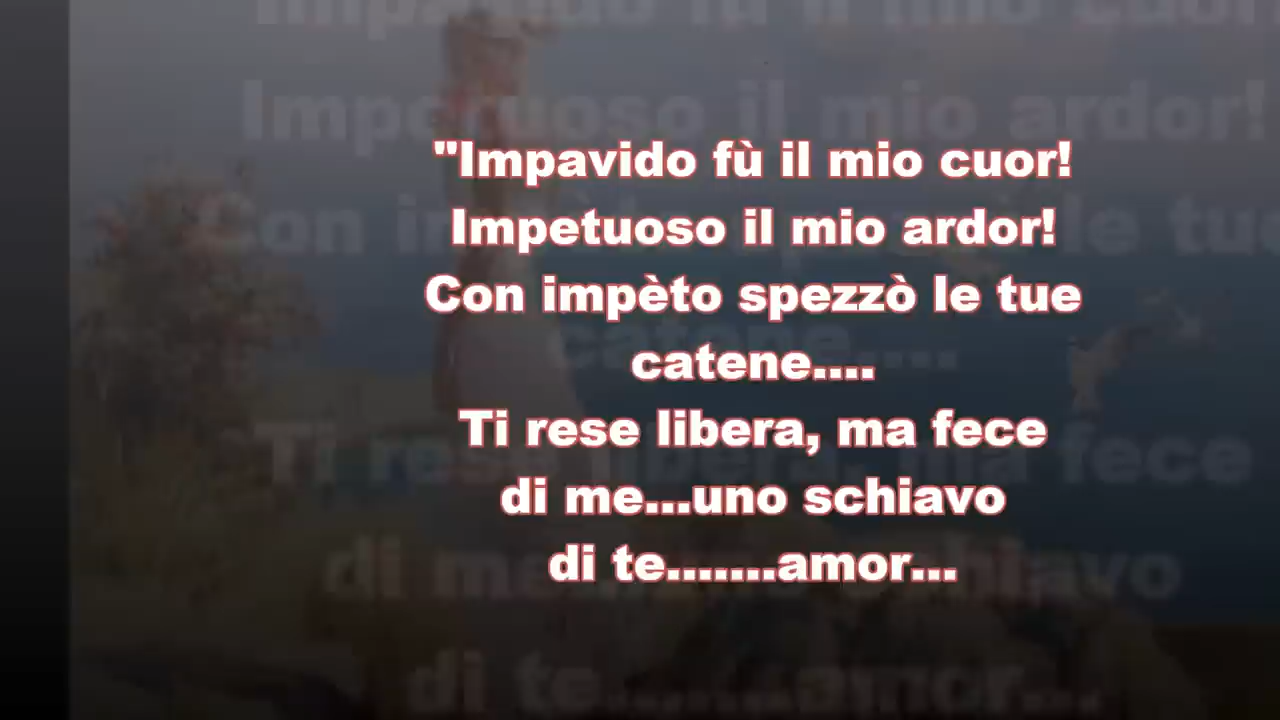 "Impavido fù il mio cuor!
Impetuoso il mio ardor!
Con impèto spezzò le tue
catene....
Ti rese libera, ma fece
di me...uno schiavo
di te.......amor...